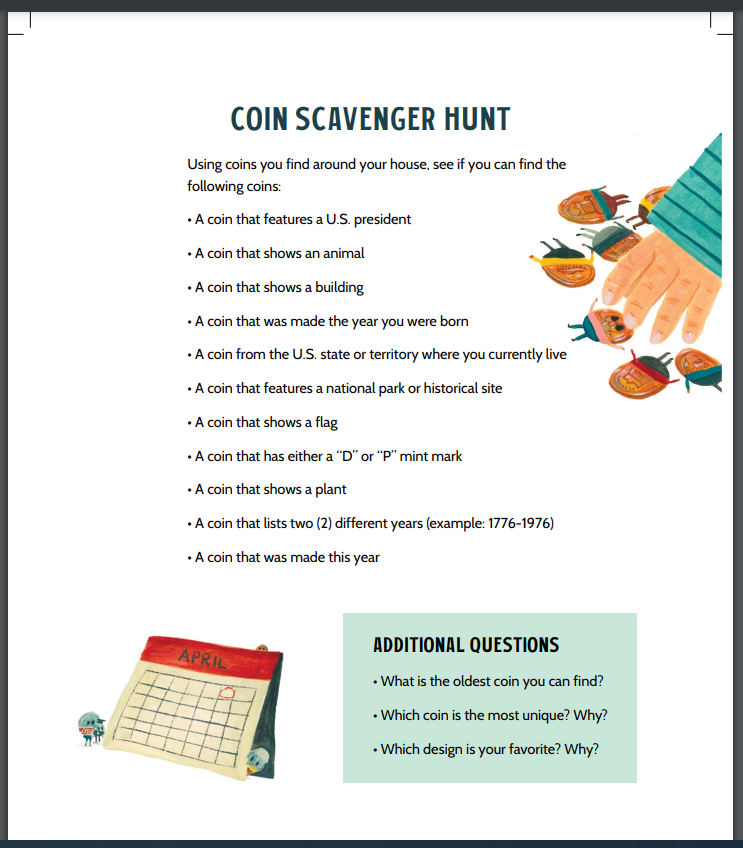 COIN SCAVENGER HUNT
Using coins you find around your house, see if you can find the
following coins:
• A coin that features a U.S. president
• A coin that shows an animal
• A coin that shows a building
• A coin that was made the year you were born
• A coin from the U.S. state or territory where you currently live
• A coin that features a national park or historical site
• A coin that shows a flag
• A coin that has either a “D” or “P” mint mark
• A coin that shows a plant
• A coin that lists two (2) different years (example: 1776-1976)
• A coin that was made this year
APRIL
ADDITIONAL QUESTIONS
• What is the oldest coin you can find?
• Which coin is the most unique? Why?
• Which design is your favorite? Why?